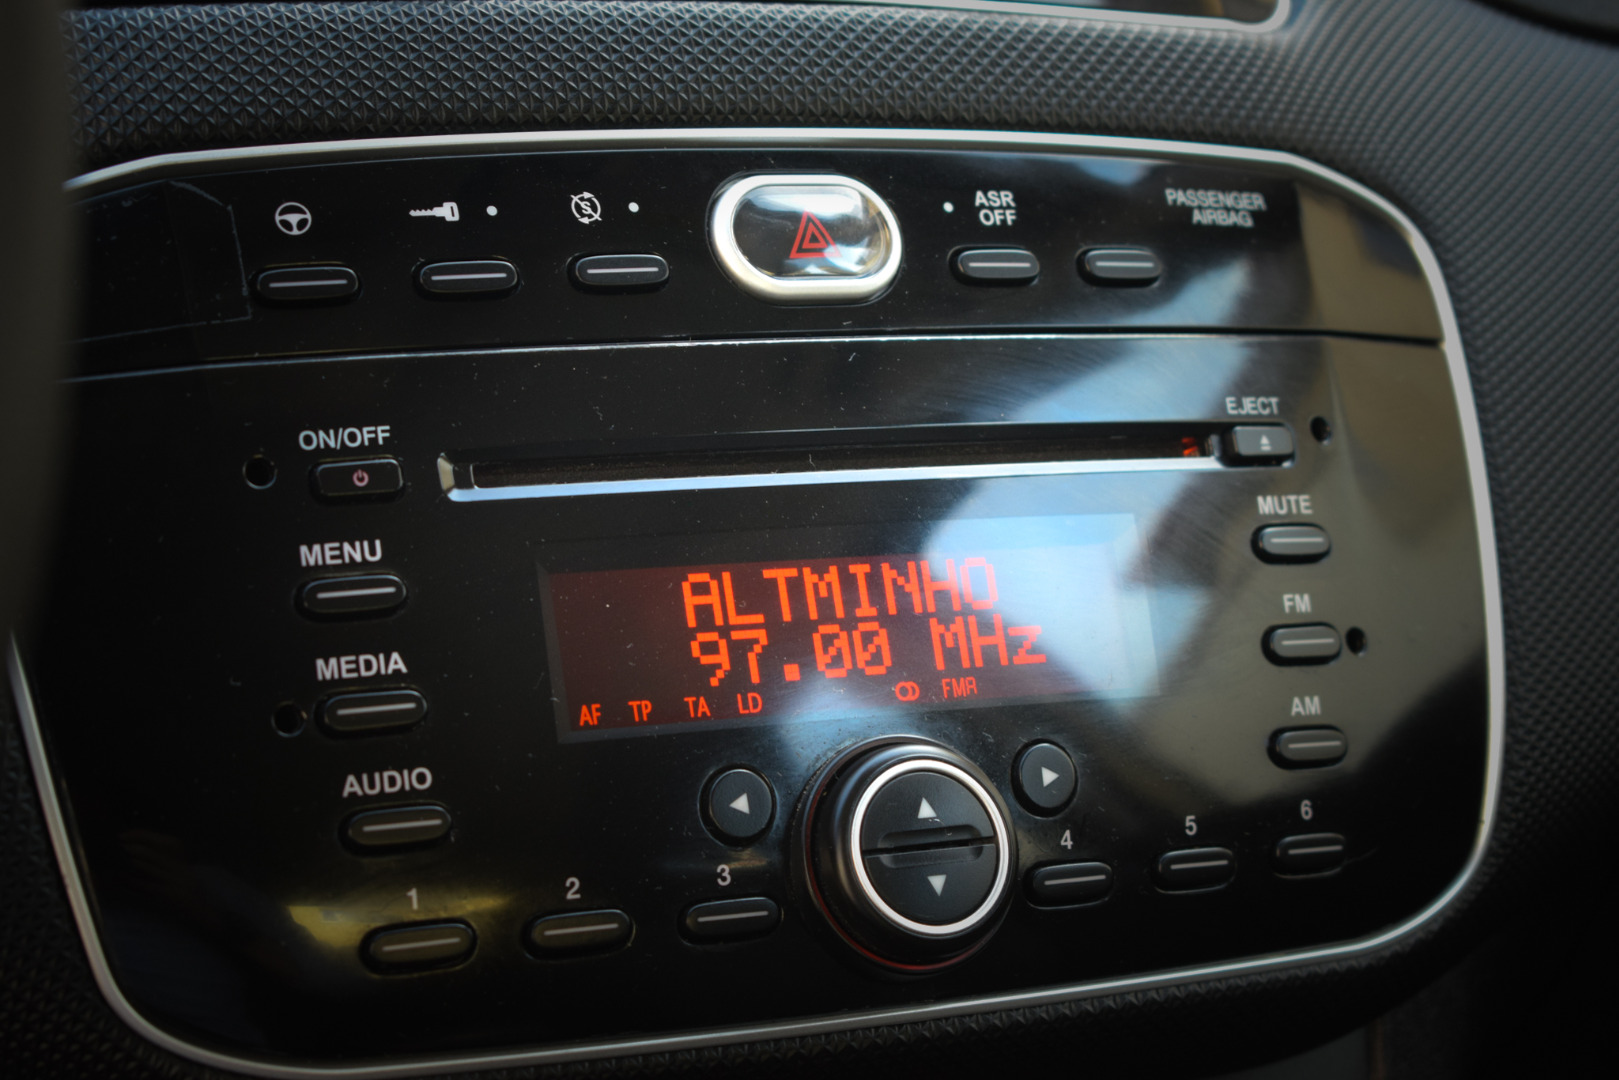 ASR
OFF
PASSENGER
AIRBAG
ON/OFF
EJECT
MENU
MUTE
ALTMINHO
97.00 MHz
AF TP TA LD FMA
FM
MEDIA
AM
AUDIO
1 2 3 4 5 6